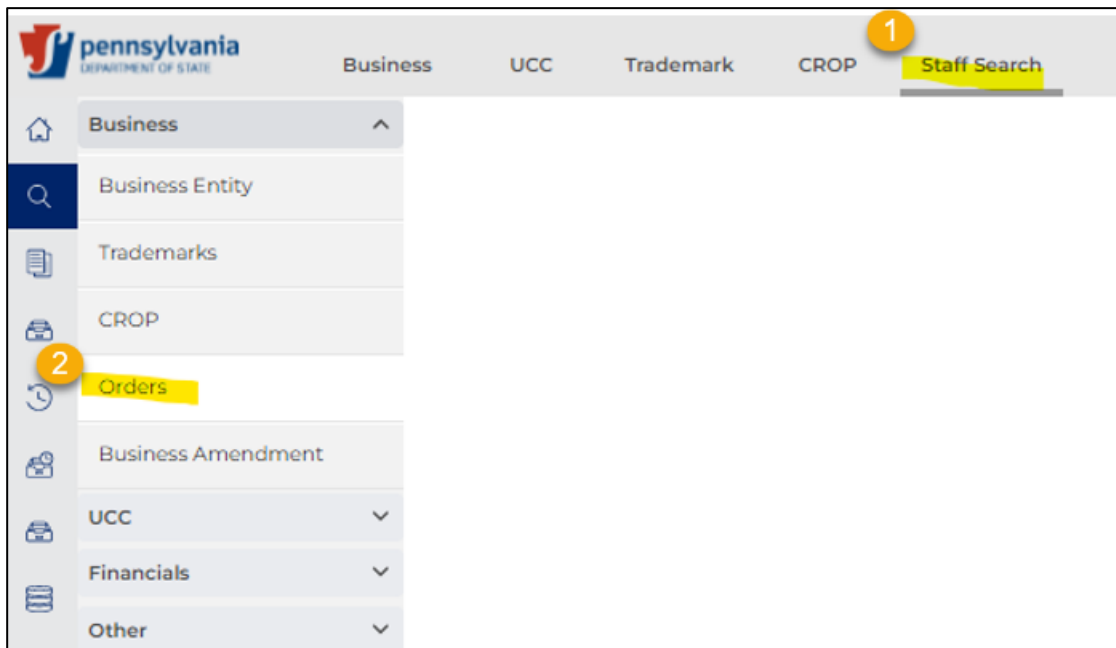 1
pennsylvania
DEPARTMENT OF STATE
Business UCC Trademark CROP Staff Search
Business
Business Entity
Trademarks
CROP
2
Orders
Business Amendment
UCC
Financials
Other